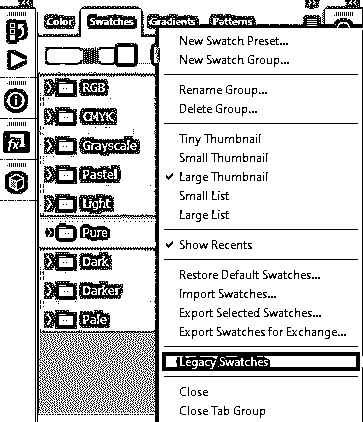 Color Swatches Gradients Patterns
RGB
CMYK
Grayscale
Pastel
Light
Pure
Dark
Darker
Pale
New Swatch Preset...
New Swatch Group...
Rename Group...
Delete Group...
Tiny Thumbnail
Small Thumbnail
Large Thumbnail
Small List
Large List
Show Recents
Restore Default Swatches...
Import Swatches...
Export Selected Swatches...
Export Swatches for Exchange...
Legacy Swatches
Close
Close Tab Group